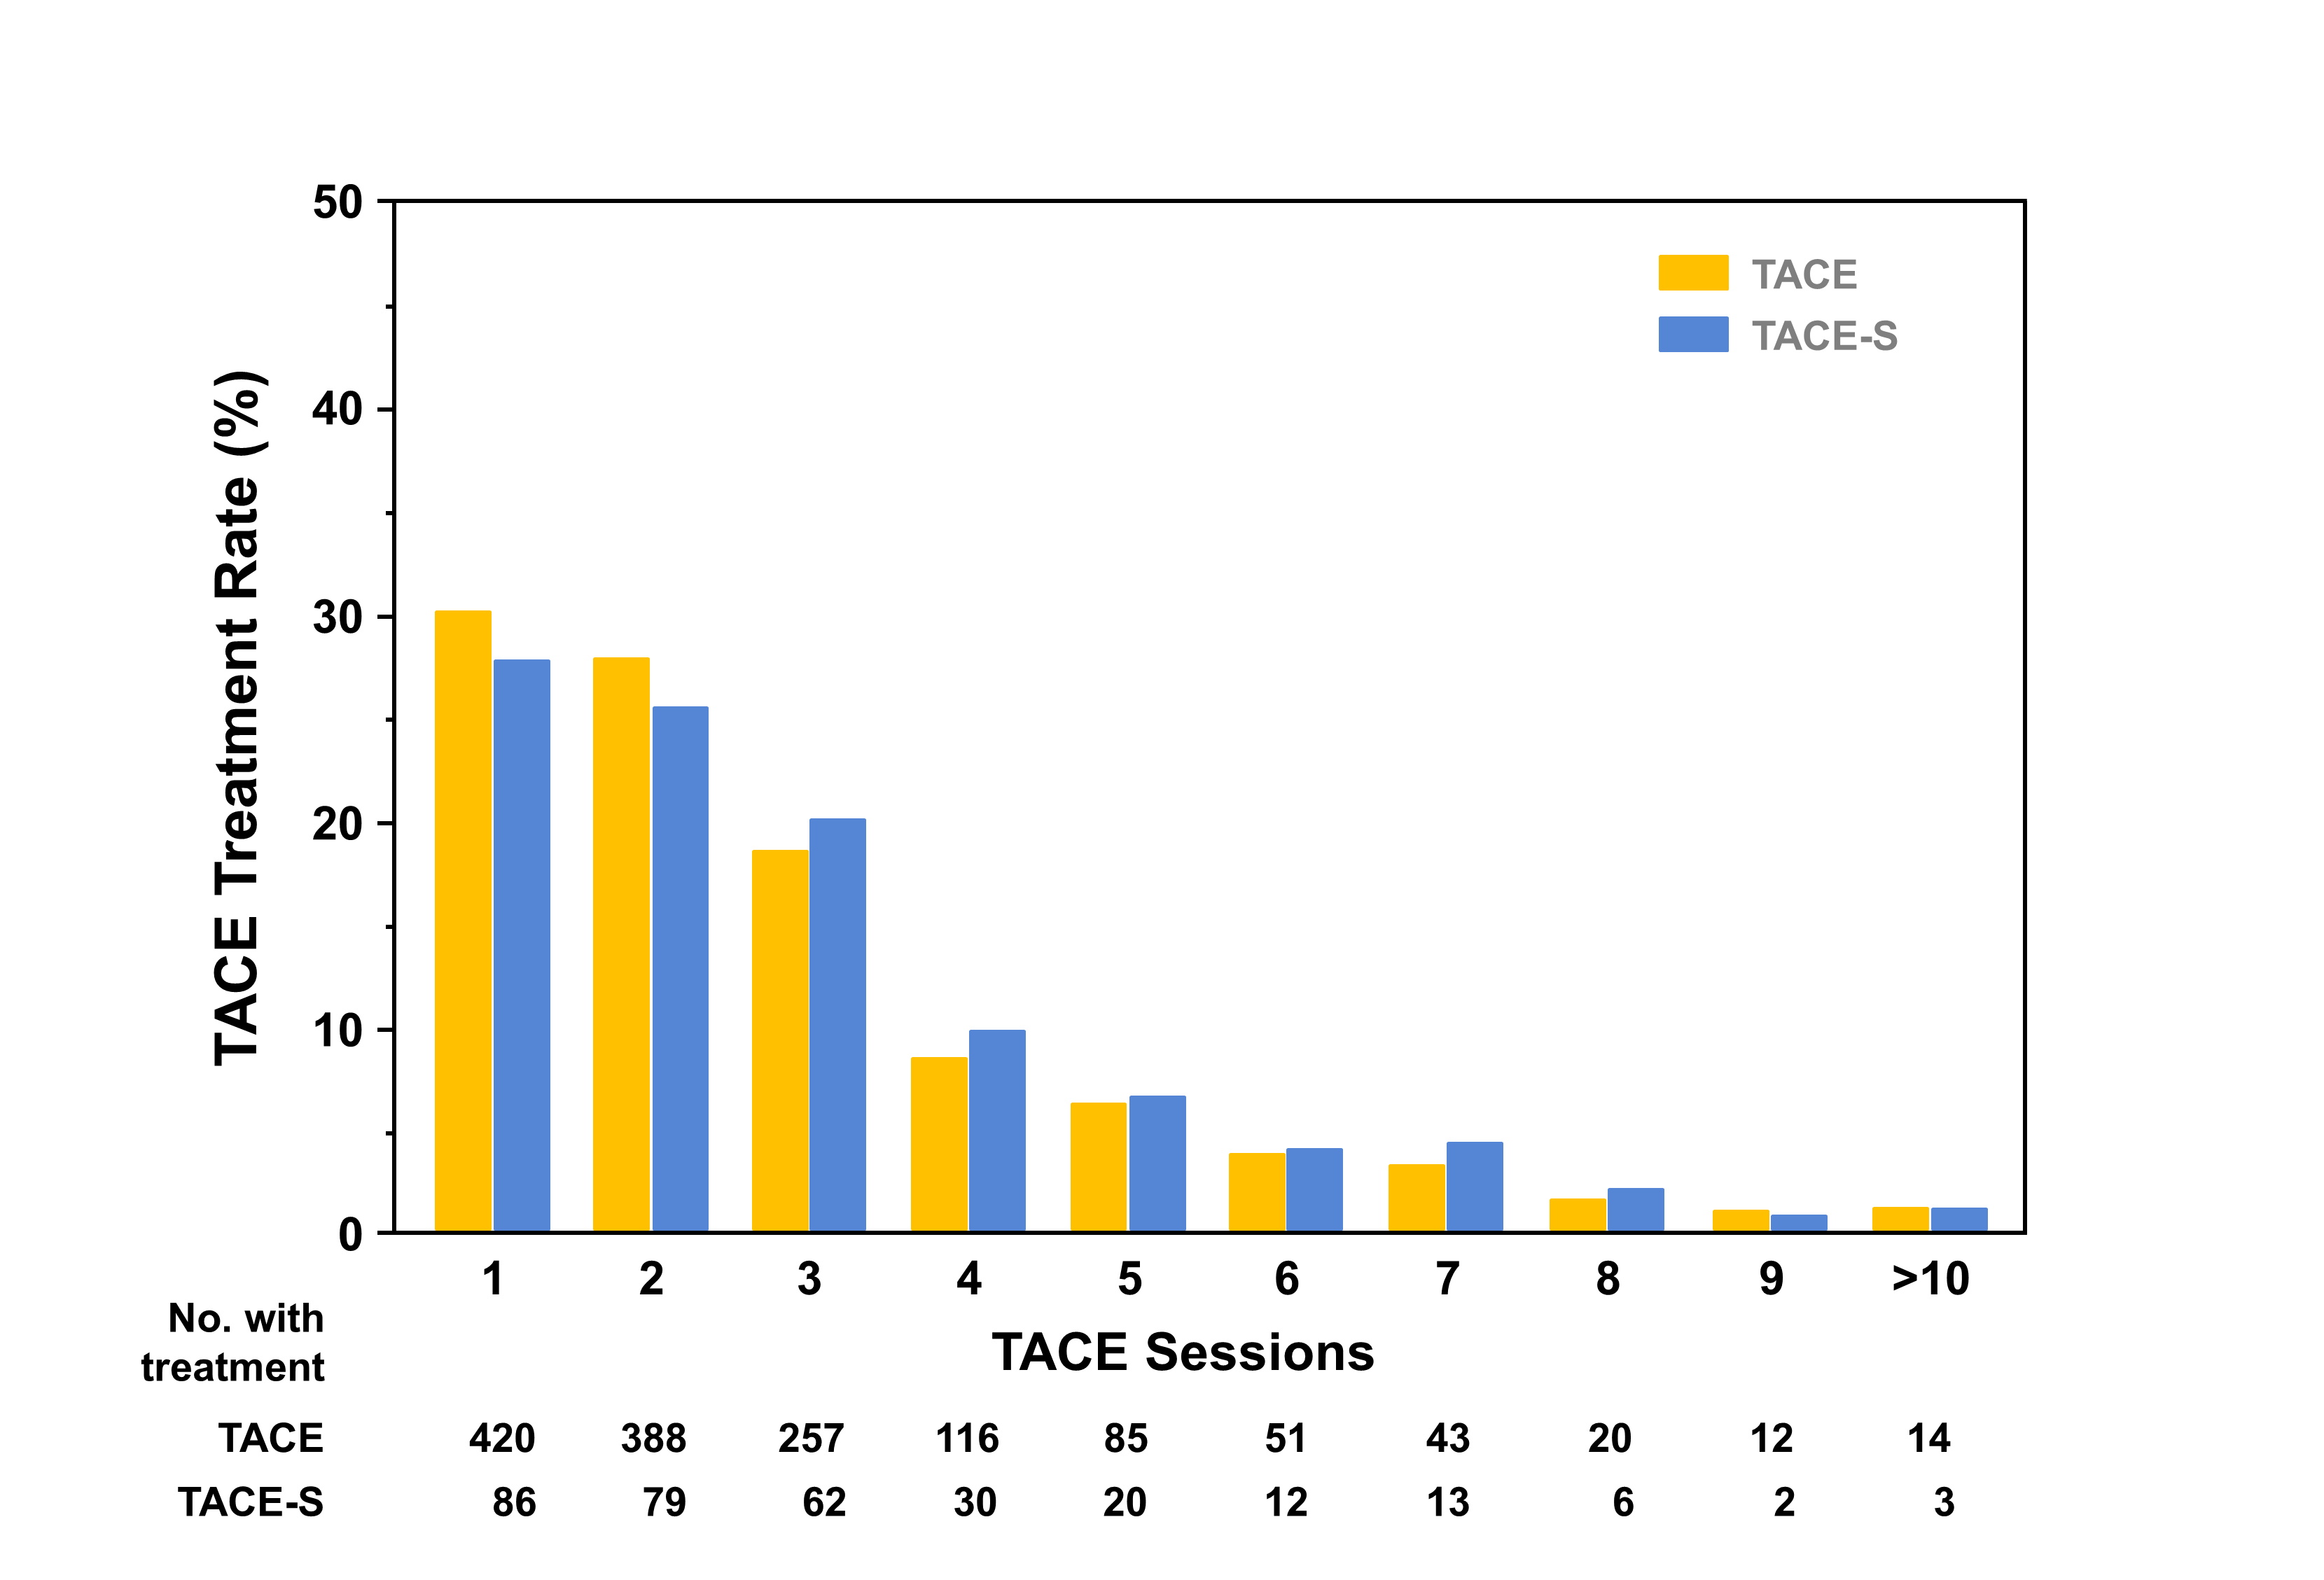 50
TACE
TACE-S
40
30
20
10
0
TACE Treatment Rate (%)
1 2 3 4 5 6 7 8 9 >10
TACE Sessions
No. with
treatment
TACE 420 388 257 116 85 51 43 20 12 14
TACE-S 86 79 62 30 20 12 13 6 2 3